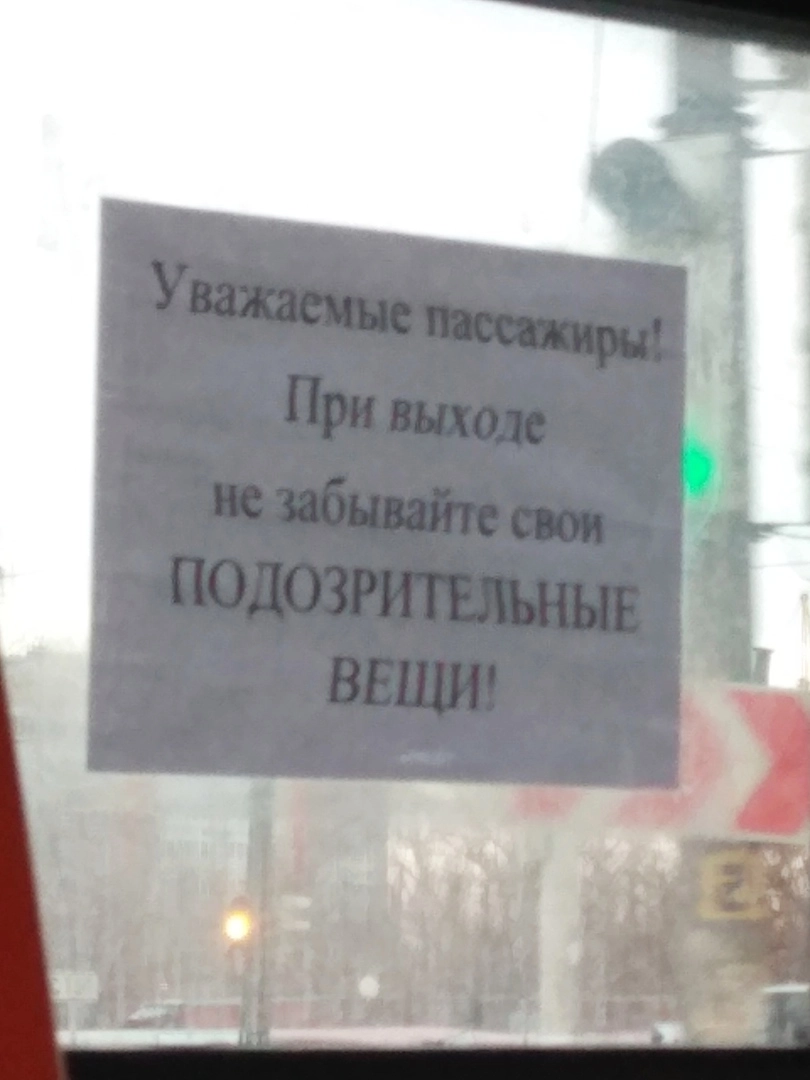 Уважаемые пассажиры!
При выходе
не забывайте свои
ПОДОЗРИТЕЛЬНЫЕ
ВЕЩИ!